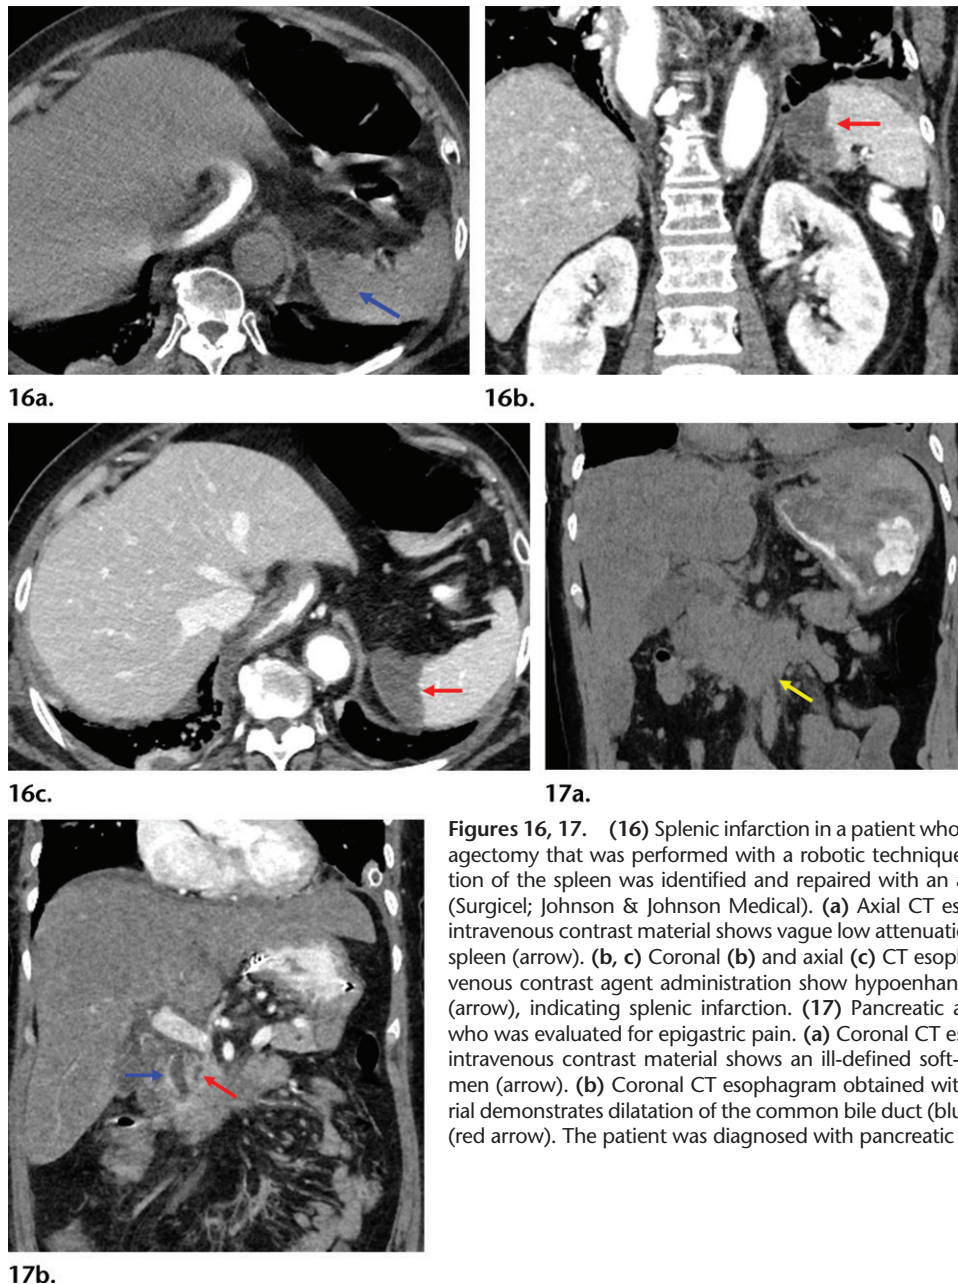 16a.
16b.
16c.
17a.
Figures 16, 17. (16) Splenic infarction in a patient who
agectomy that was performed with a robotic technique
tion of the spleen was identified and repaired with an a
(Surgicel; Johnson & Johnson Medical). (a) Axial CT es
intravenous contrast material shows vague low attenuatio
spleen (arrow). (b, c) Coronal (b) and axial (c) CT esoph
venous contrast agent administration show hypoenhan
(arrow), indicating splenic infarction. (17) Pancreatic a
who was evaluated for epigastric pain. (a) Coronal CT es
intravenous contrast material shows an ill-defined soft-
men (arrow). (b) Coronal CT esophagram obtained wit
rial demonstrates dilatation of the common bile duct (blu
(red arrow). The patient was diagnosed with pancreatic
17b.